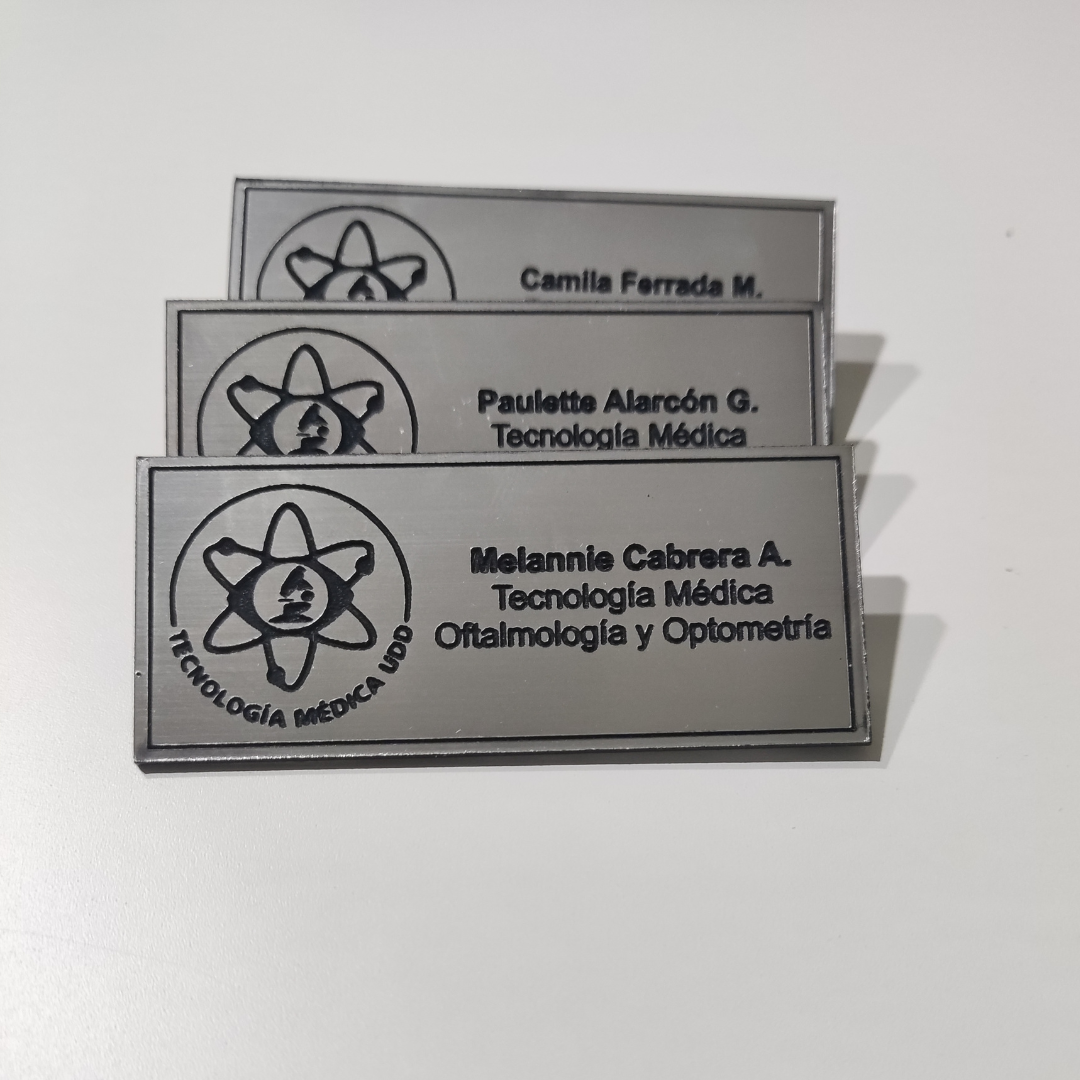 Camila Ferrada M.
Paulette Alarcón G.
Tecnología Médica
Melannie Cabrera A.
Tecnología Médica
Oftalmología y Optometría
TECNOLOGÍA MÉDICA UDD